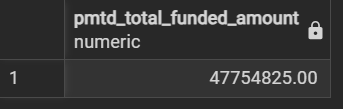 pmtd_total_funded_amount
numeric
1
47754825.00